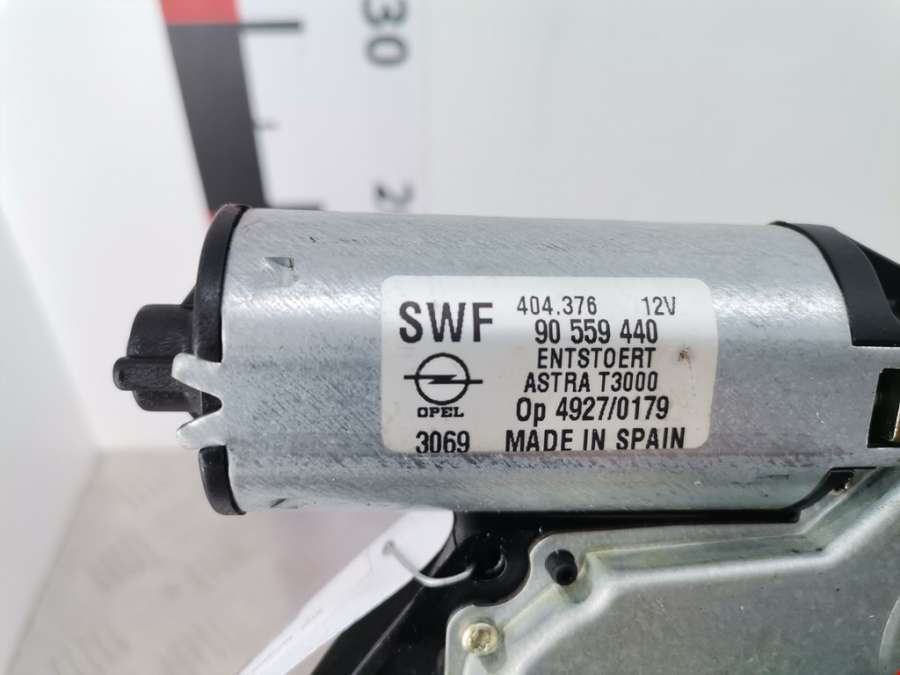 30
SWF 404.376 12V
90 559 440
ENTSTOERT
ASTRA T3000
OPEL Op 4927/0179
3069 MADE IN SPAIN